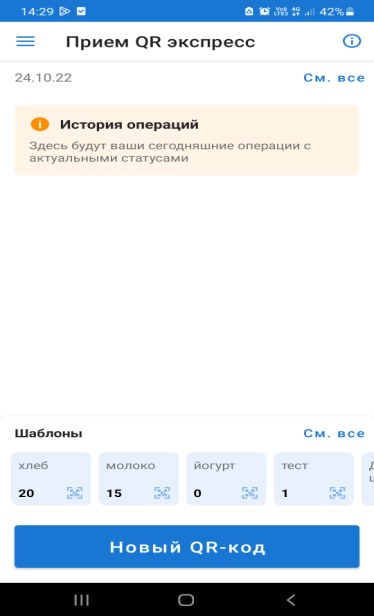 14:29 42%
Прием QR экспресс
24.10.22 См. все
История операций
Здесь будут ваши сегодняшние операции с
актуальными статусами
Шаблоны См. все
хлеб молоко йогурт тест
20 15 0 1
Новый QR-код